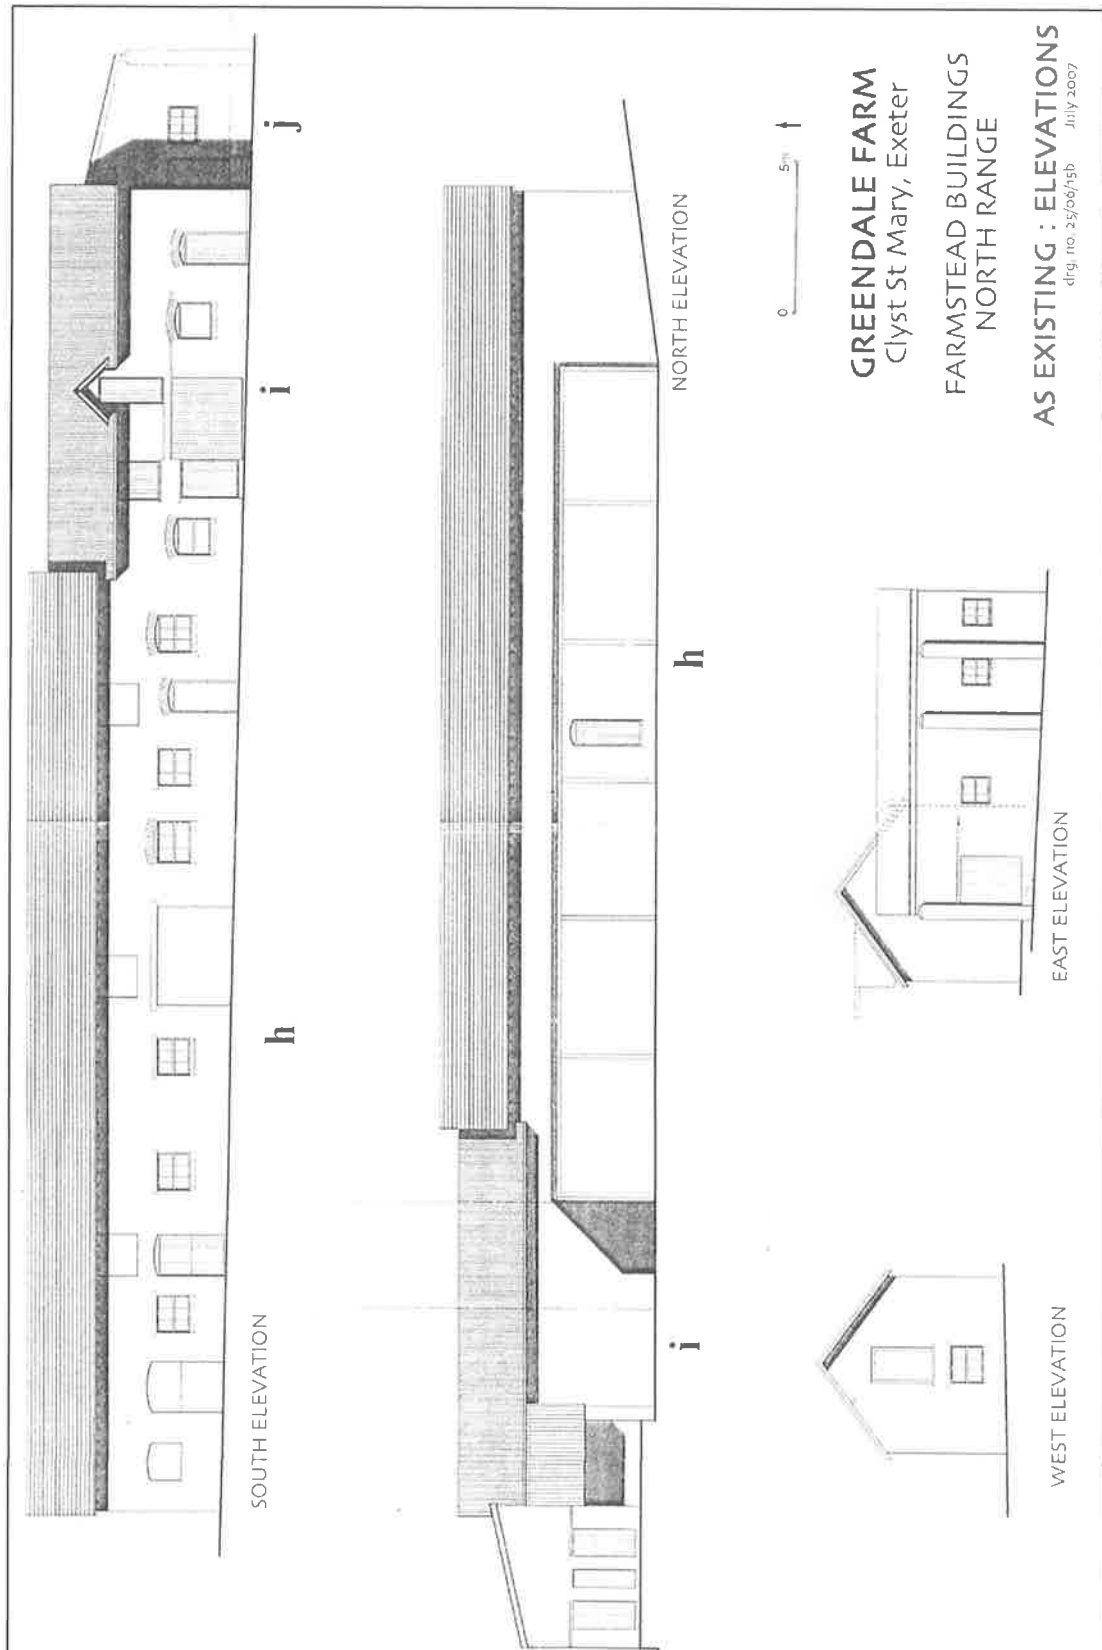 j
i
h
SOUTH ELEVATION
NORTH ELEVATION
h
i
0 5m
GREENDALE FARM
Clyst St Mary, Exeter
FARMSTEAD BUILDINGS
NORTH RANGE
AS EXISTING : ELEVATIONS
drg. no. 25/06/15b July 2007
EAST ELEVATION
WEST ELEVATION